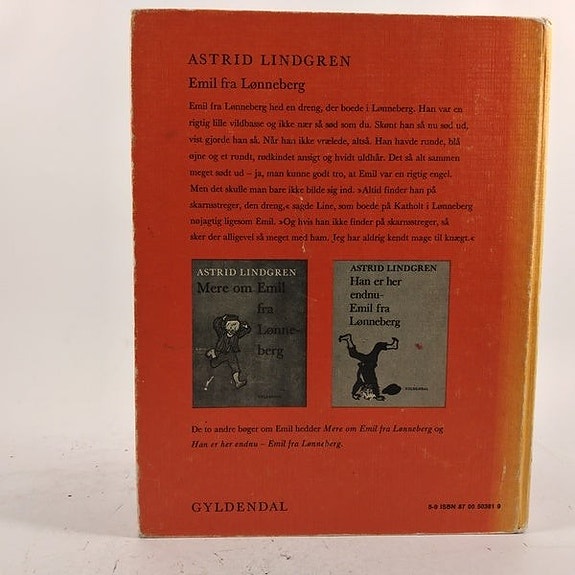 ASTRID LINDGREN
Emil fra Lønneberg
Emil fra Lønneberg hed en dreng, der boede i Lønneberg. Han var en
rigtig lille vildbasse og ikke nær så sød som du. Skønt han så nu sød ud,
vist gjorde han så. Når han ikke vrælede, altså. Han havde runde, blå
øjne og et rundt, rødkindet ansigt og hvidt uldhår. Det så alt sammen
meget sødt ud – ja, man kunne godt tro, at Emil var en rigtig engel.
Men det skulle man bare ikke bilde sig ind. »Altid finder han på
skarnsstreger, den dreng,« sagde Line, som boede på Katholt i Lønneberg
nøjagtig ligesom Emil. »Og hvis han ikke finder på skarnsstreger, så
sker der alligevel så meget med ham. Jeg har aldrig kendt mage til knægt.«
ASTRID LINDGREN
Mere om Emil
fra
Lønne-
berg
GYLDENDAL
ASTRID LINDGREN
Han er her
endnu-
Emil fra
Lønneberg
GYLDENDAL
De to andre bøger om Emil hedder Mere om Emil fra Lønneberg og
Han er her endnu – Emil fra Lønneberg.
GYLDENDAL
ISBN 87 00 50381 9